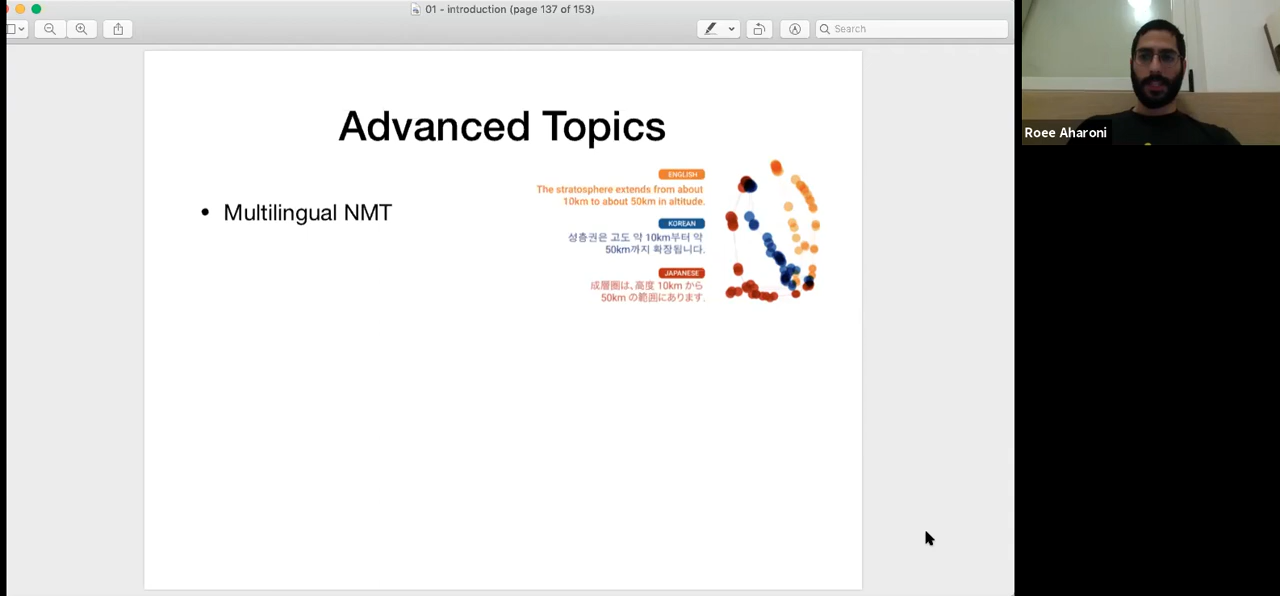 01 - introduction (page 137 of 153)
Search
Roee Aharoni
Advanced Topics
• Multilingual NMT
ENGLISH
The stratosphere extends from about
10km to about 50km in altitude.
KOREAN
성층권은 고도 약 10km부터 약
50km까지 확장됩니다.
JAPANESE
成層圏は、高度 10km から
50km の範囲にあります。